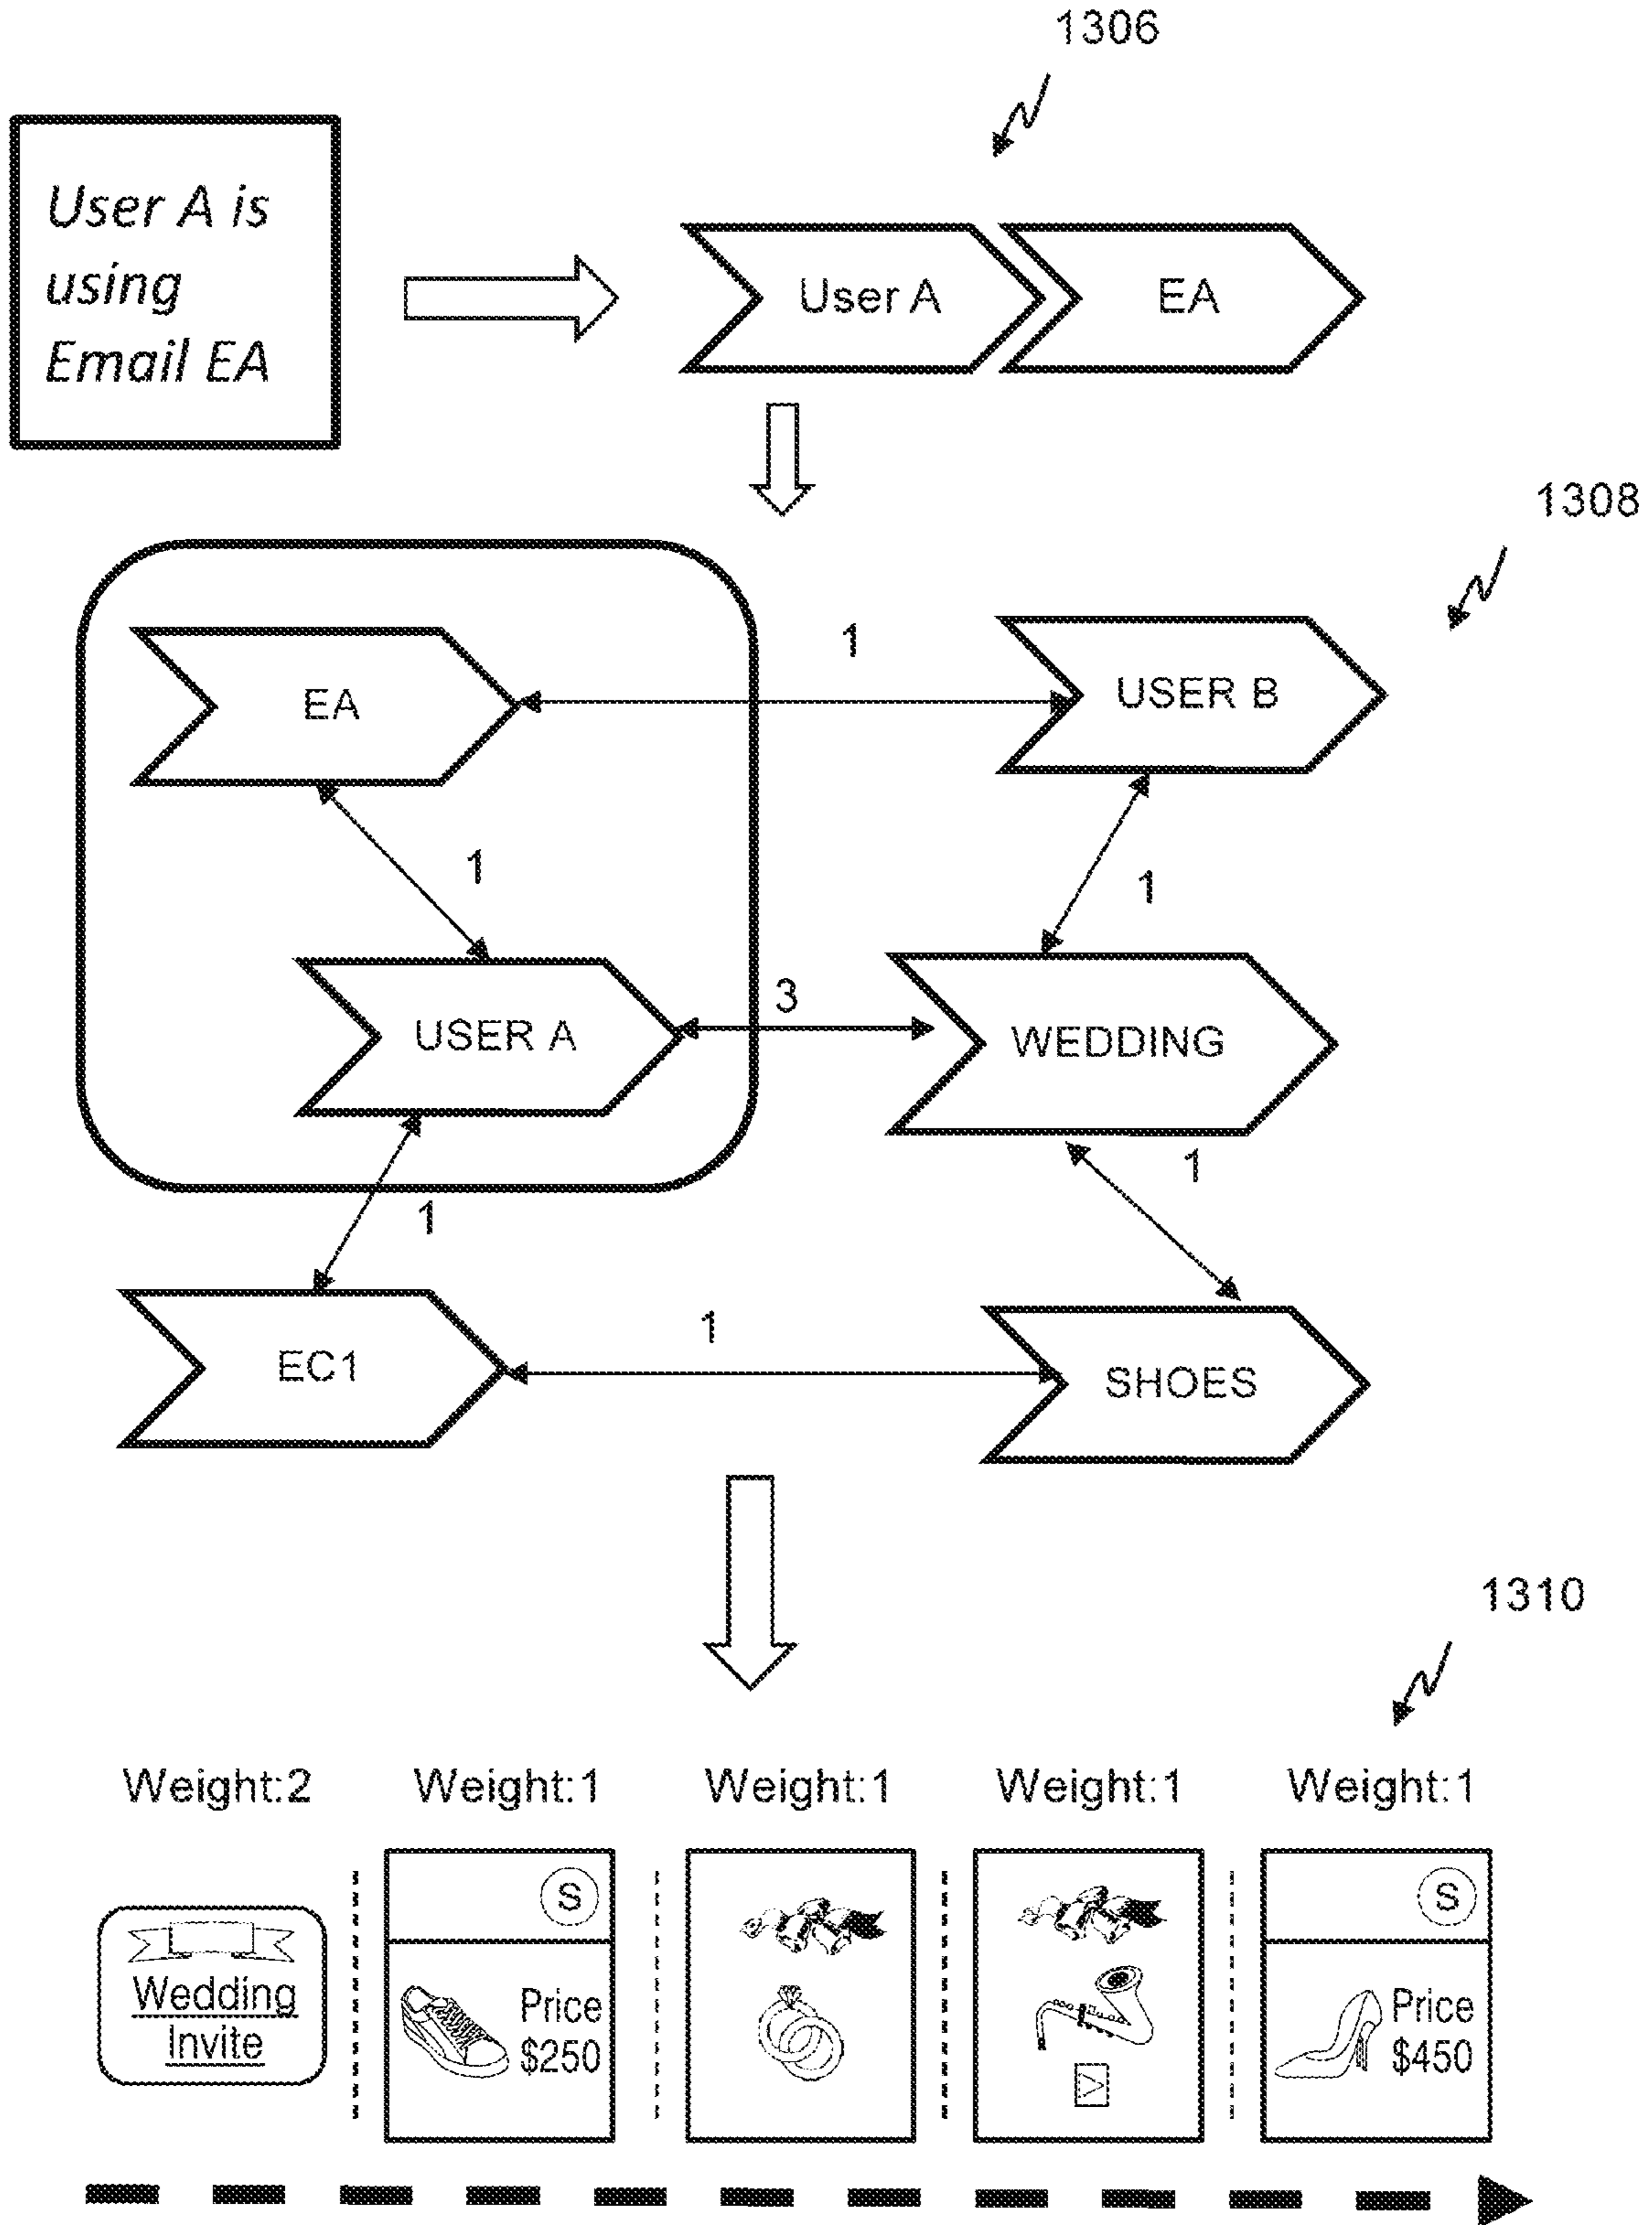 1306
User A is
using
Email EA
User A
EA
1308
1
EA
USER B
1
1
3
USER A
WEDDING
1
1
1
EC1
SHOES
1310
Weight:2
Weight:1
Weight:1
Weight:1
Weight:1
S
S
Wedding
Invite
Price
$250
Price
$450